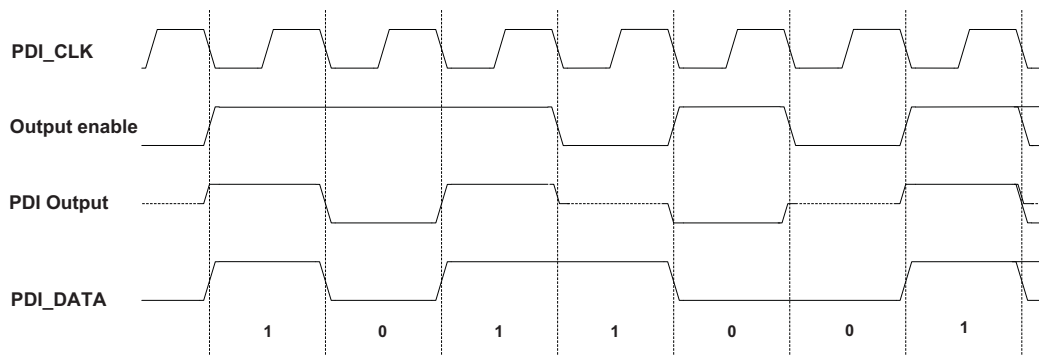 PDI_CLK
Output enable
PDI Output
PDI_DATA
1 0 1 1 0 0 1